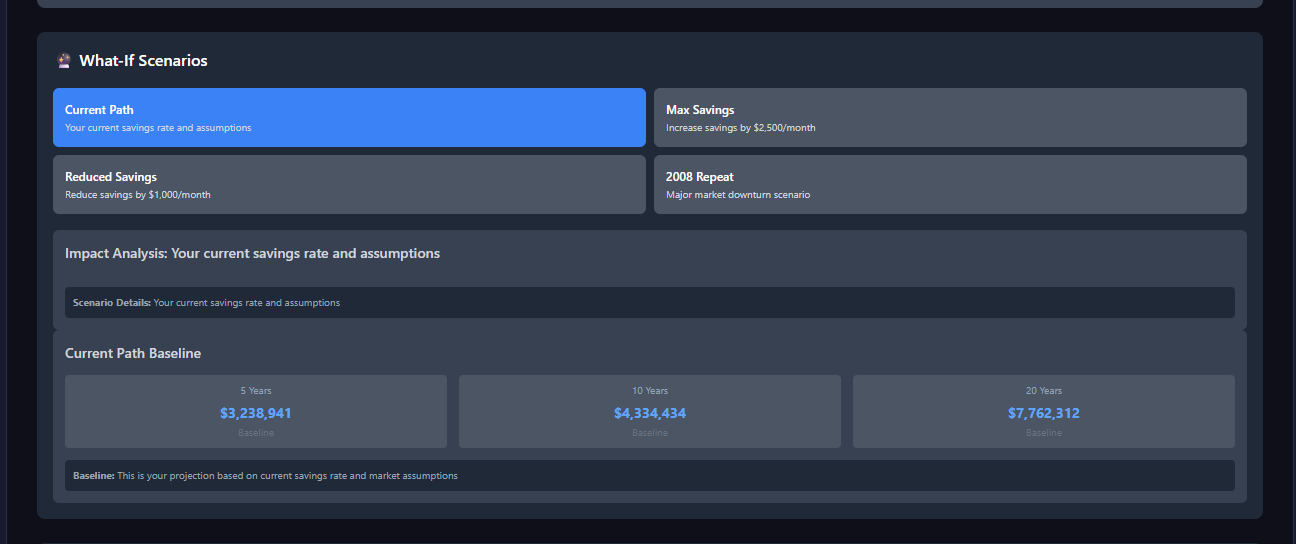 What-If Scenarios
Current Path
Your current savings rate and assumptions
Max Savings
Increase savings by $2,500/month
Reduced Savings
Reduce savings by $1,000/month
2008 Repeat
Major market downturn scenario
Impact Analysis: Your current savings rate and assumptions
Scenario Details: Your current savings rate and assumptions
Current Path Baseline
5 Years
$3,238,941
Baseline
10 Years
$4,334,434
Baseline
20 Years
$7,762,312
Baseline
Baseline: This is your projection based on current savings rate and market assumptions